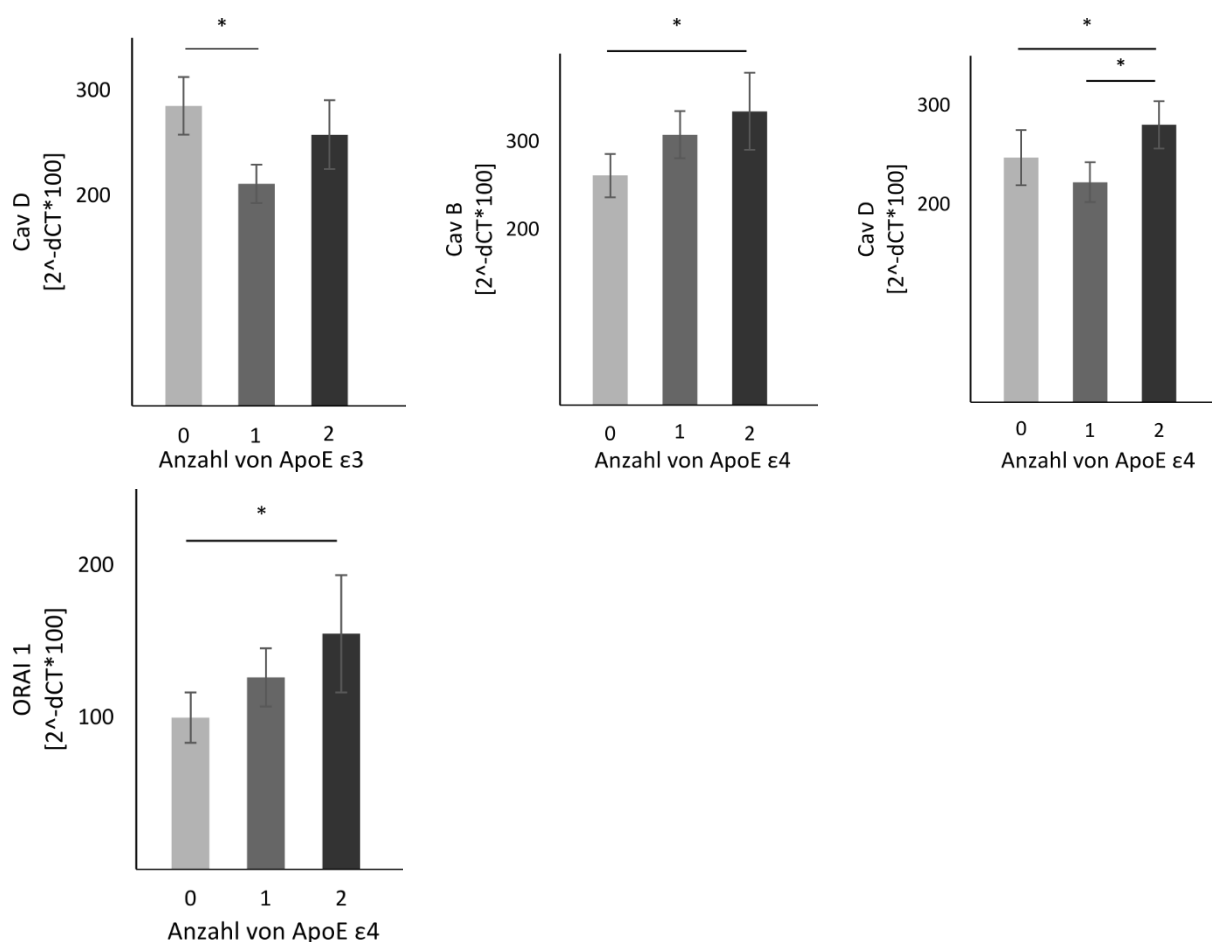 *
300
200
Cav D
[2^-dCT*100]
0 1 2
Anzahl von ApoE ε3
*
300
200
Cav B
[2^-dCT*100]
0 1 2
Anzahl von ApoE ε4
*
*
300
200
Cav D
[2^-dCT*100]
0 1 2
Anzahl von ApoE ε4
*
200
100
ORAI 1
[2^-dCT*100]
0 1 2
Anzahl von ApoE ε4